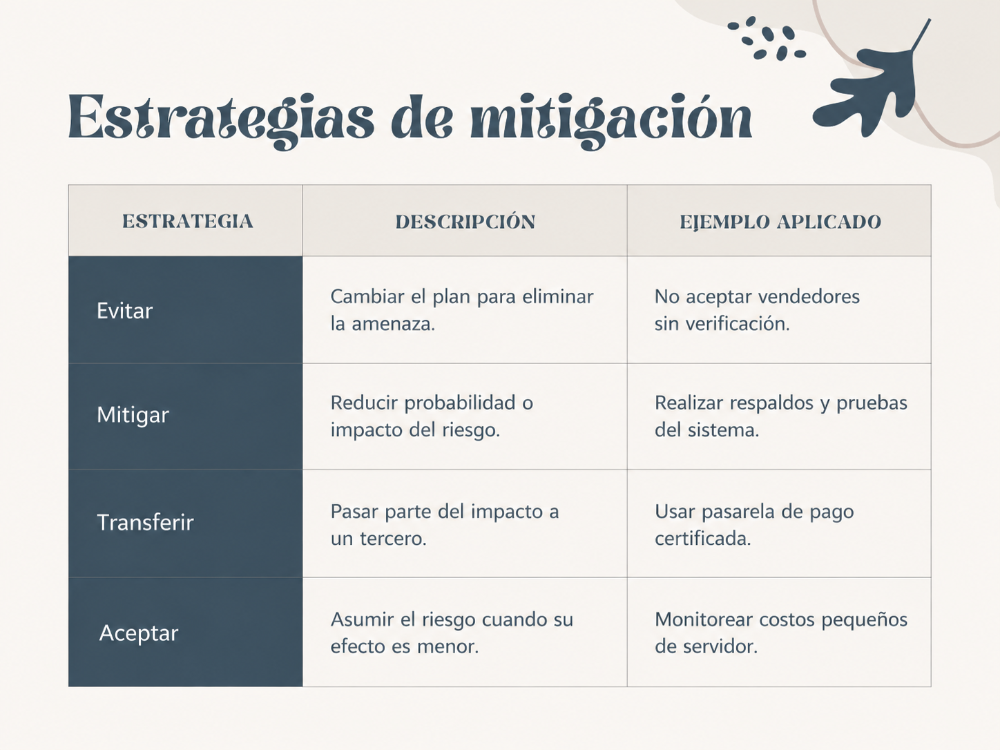 Estrategias de mitigación
ESTRATEGIA DESCRIPCIÓN EJEMPLO APLICADO
Evitar
Cambiar el plan para eliminar
la amenaza.
No aceptar vendedores
sin verificación.
Mitigar
Reducir probabilidad o
impacto del riesgo.
Realizar respaldos y pruebas
del sistema.
Transferir
Pasar parte del impacto a
un tercero.
Usar pasarela de pago
certificada.
Aceptar
Asumir el riesgo cuando su
efecto es menor.
Monitorear costos pequeños
de servidor.